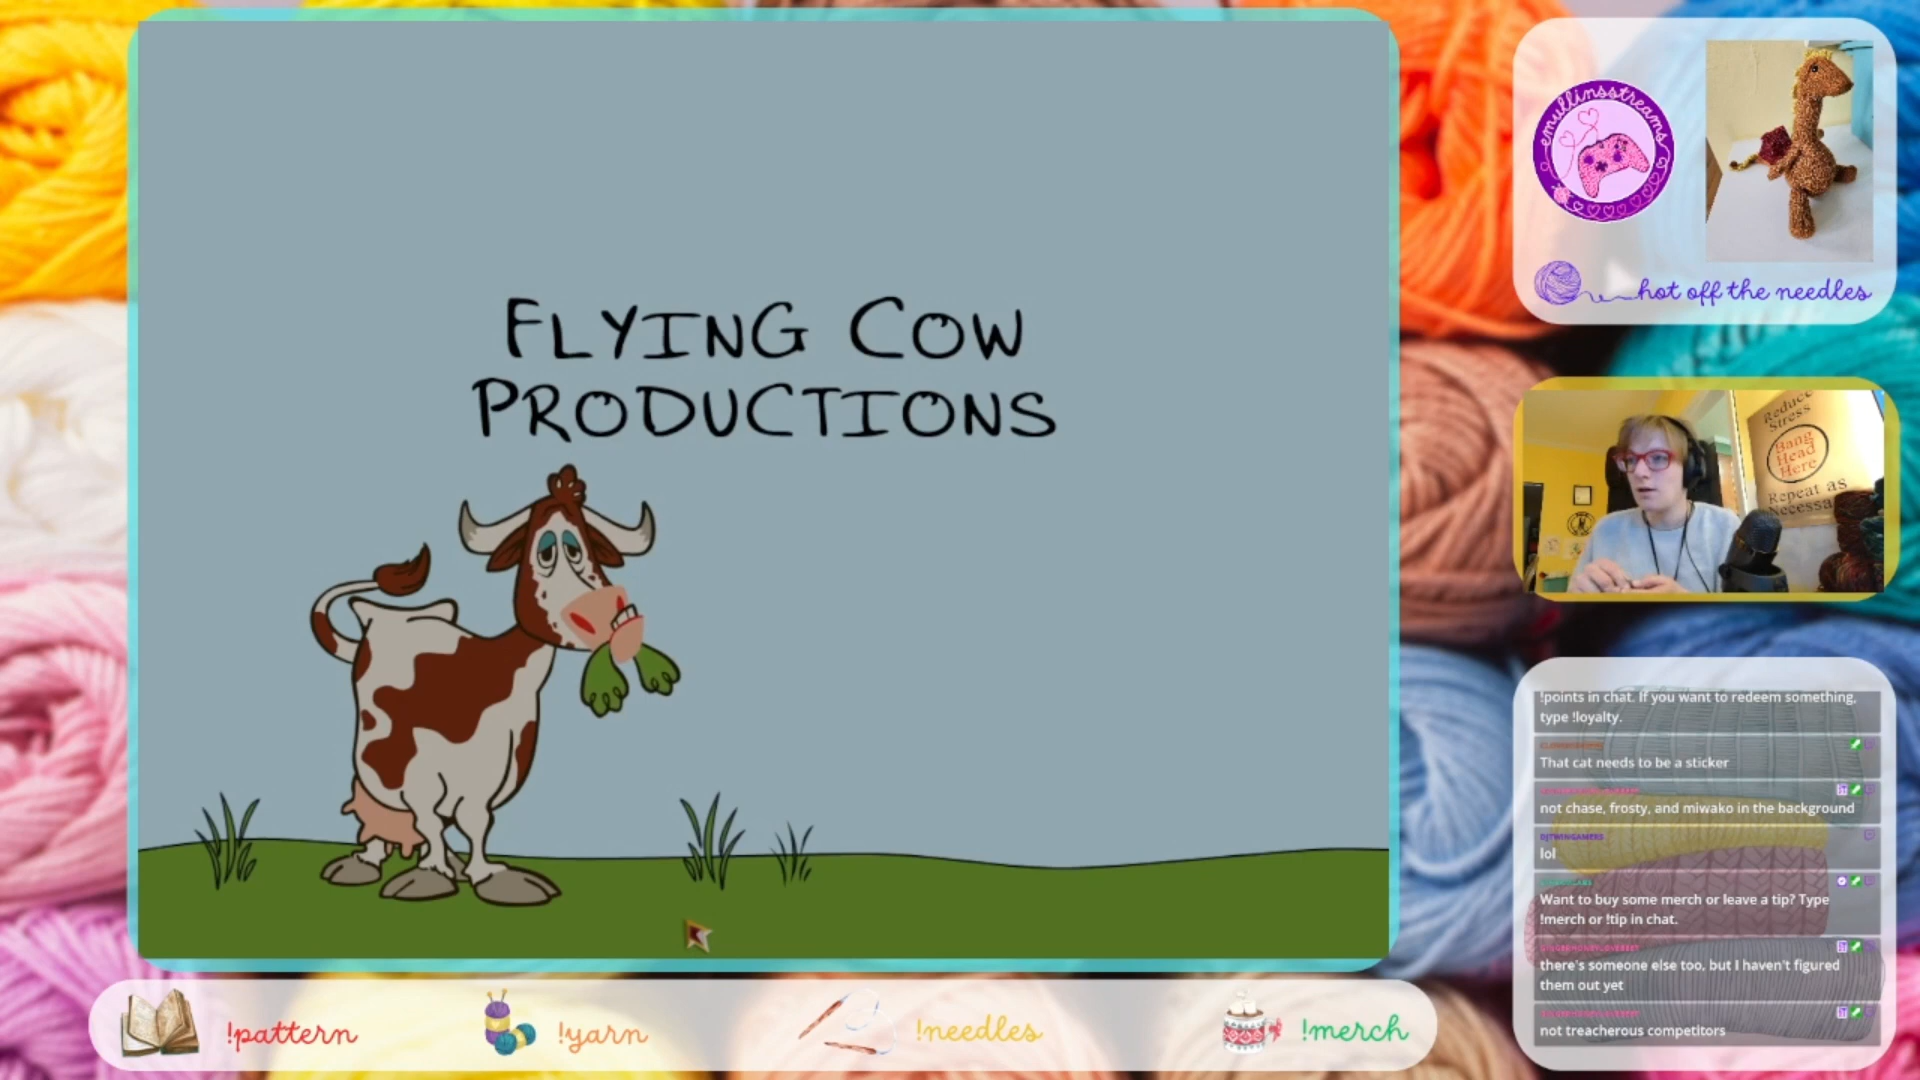 FLYING COW
PRODUCTIONS
emullinsstreams
hot off the needles
Reduce
Stress
Bang
Head
Here
Repeat as
Necessa
!points in chat. If you want to redeem something,
type !loyalty.
That cat needs to be a sticker
not chase, frosty, and miwako in the background
DJTWINGAMERS
lol
Want to buy some merch or leave a tip? Type
!merch or !tip in chat.
there's someone else too, but I haven't figured
them out yet
not treacherous competitors
!pattern
!yarn
!needles
!merch